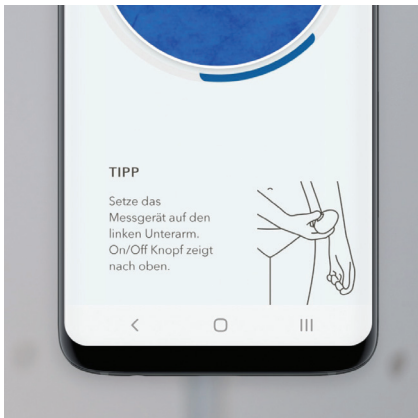 TIPP
Setze das
Messgerät auf den
linken Unterarm.
On/Off Knopf zeigt
nach oben.